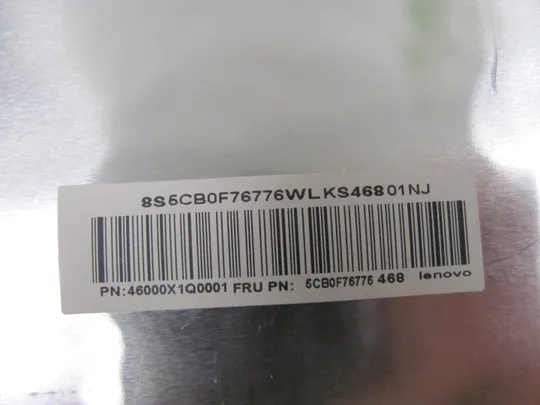 8S5CB0F76776WLKS46801NJ
PN:46000X1Q0001 FRU PN: 5CB0F76776 468 lenovo